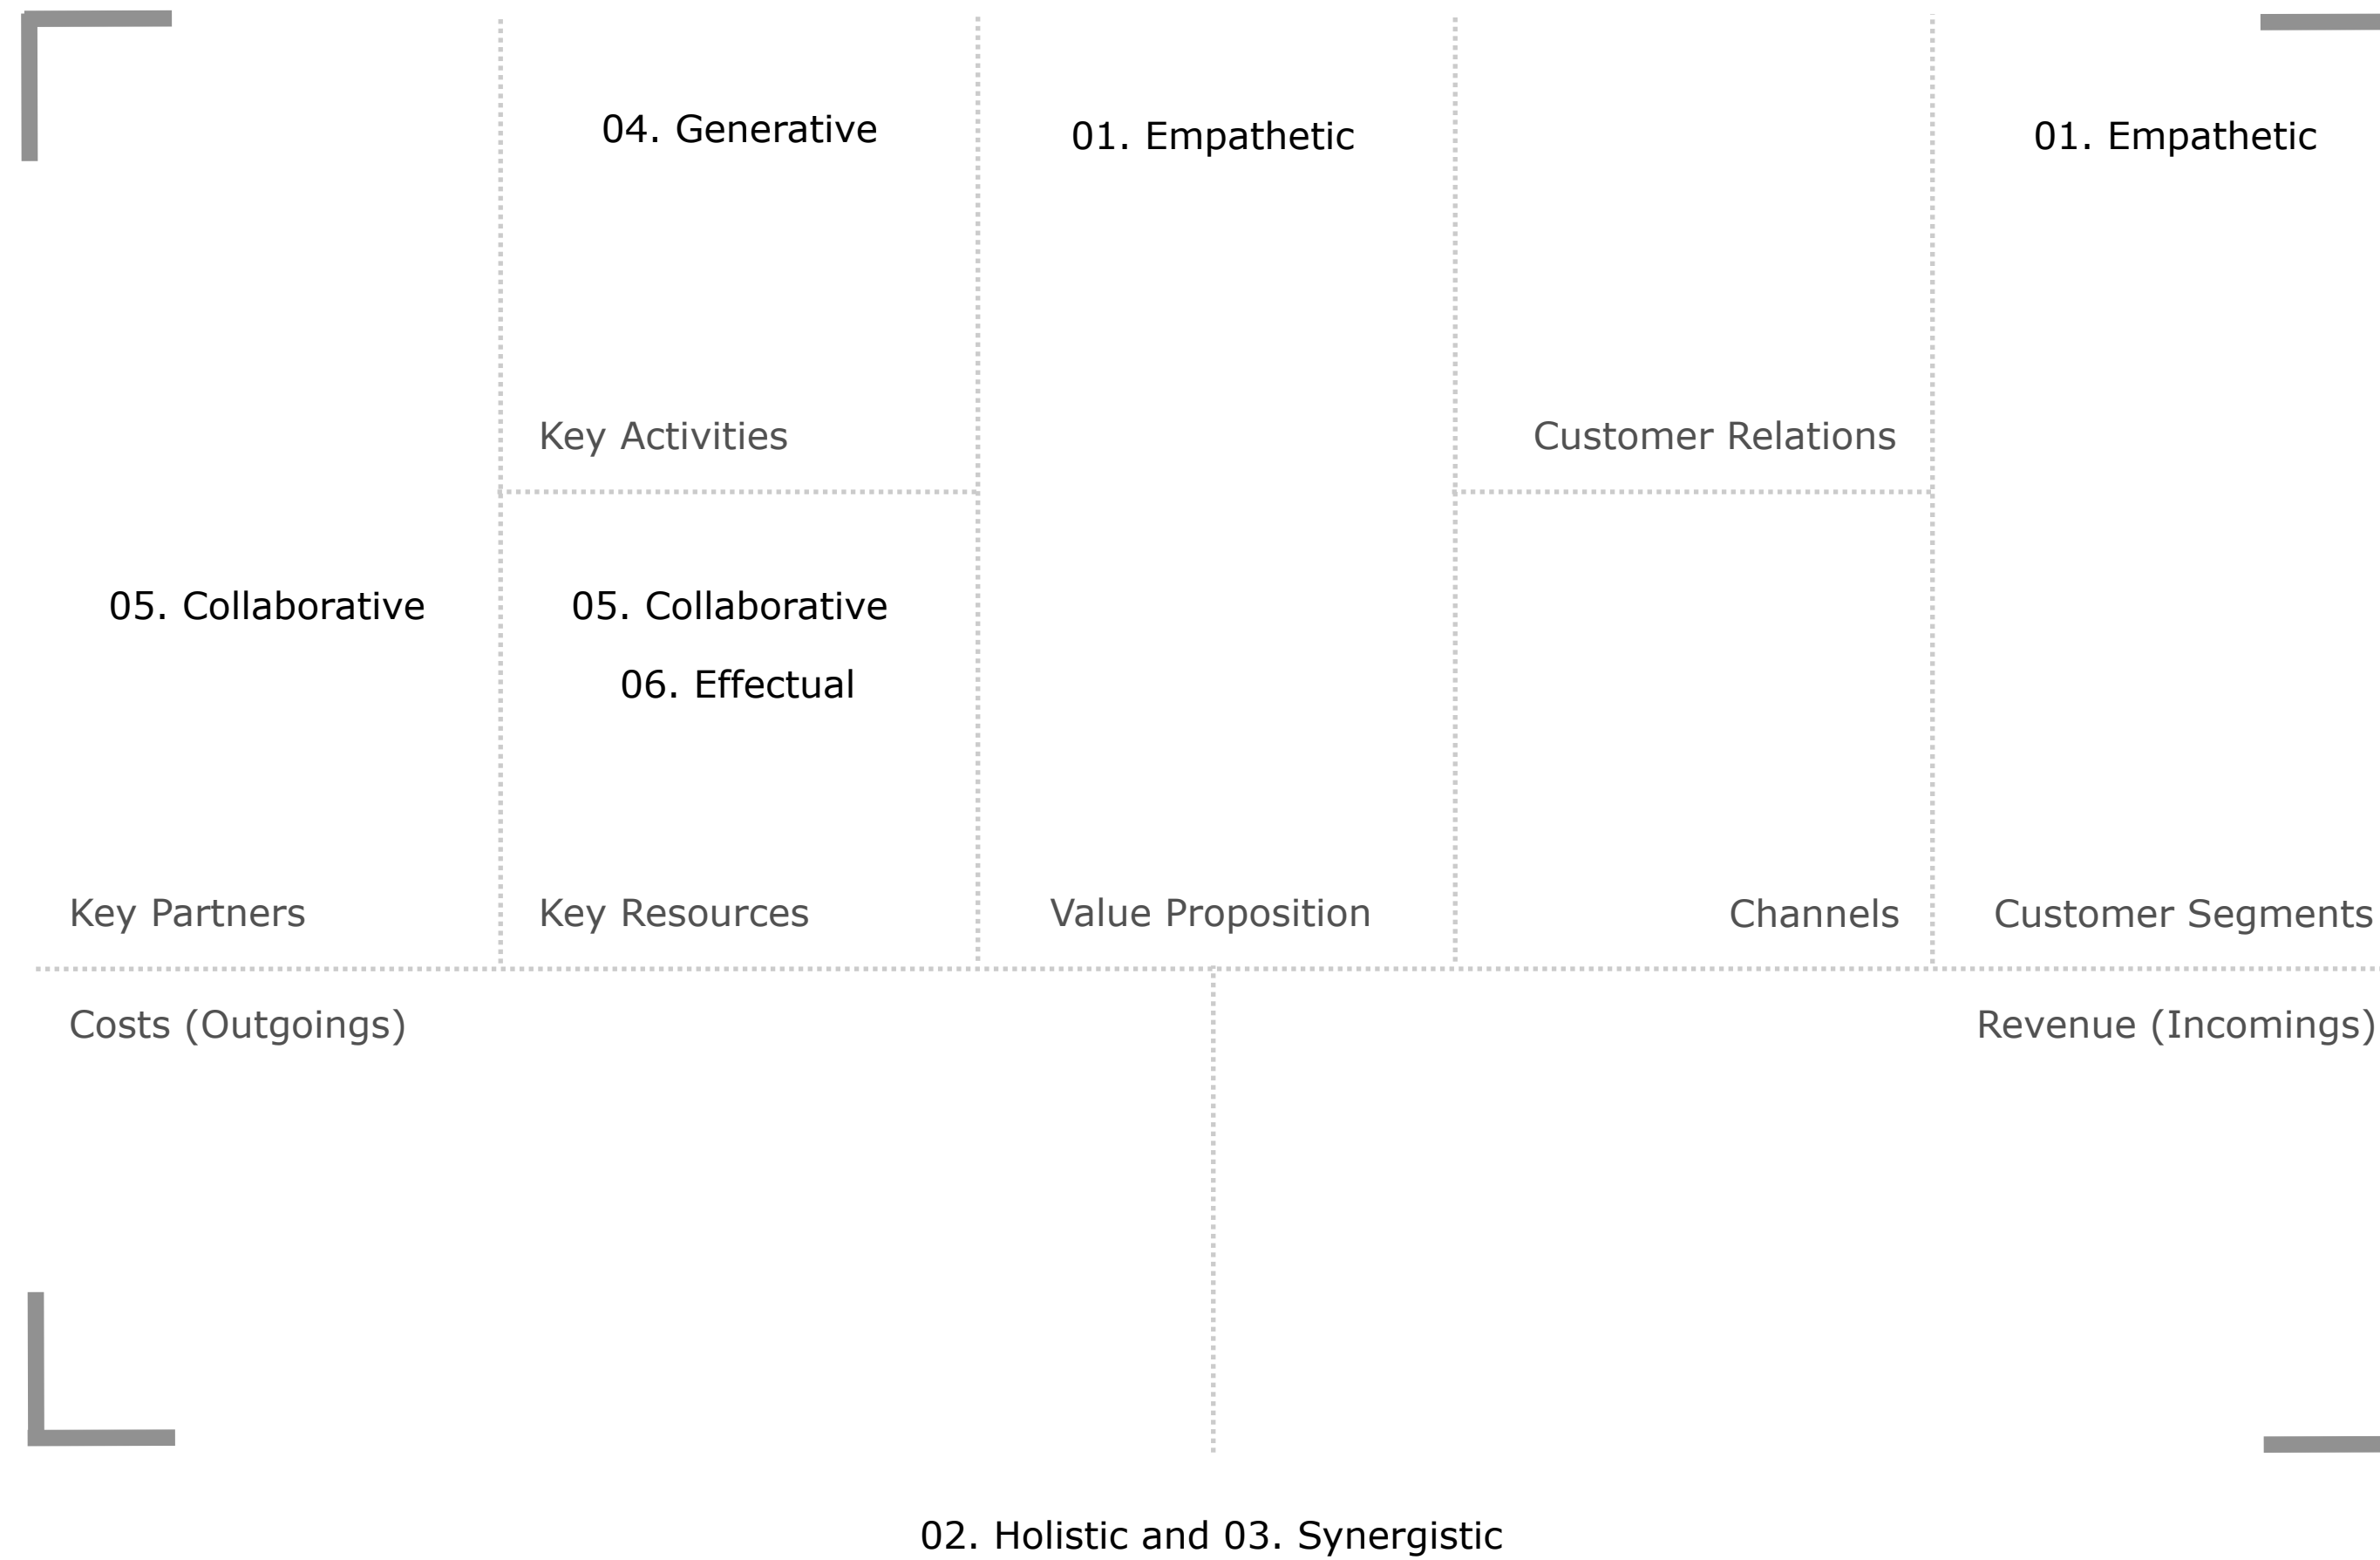 04. Generative
01. Empathetic
01. Empathetic
Key Activities
Customer Relations
05. Collaborative
05. Collaborative
06. Effectual
Key Partners
Key Resources
Value Proposition
Channels
Customer Segments
Costs (Outgoings)
Revenue (Incomings)
02. Holistic and 03. Synergistic